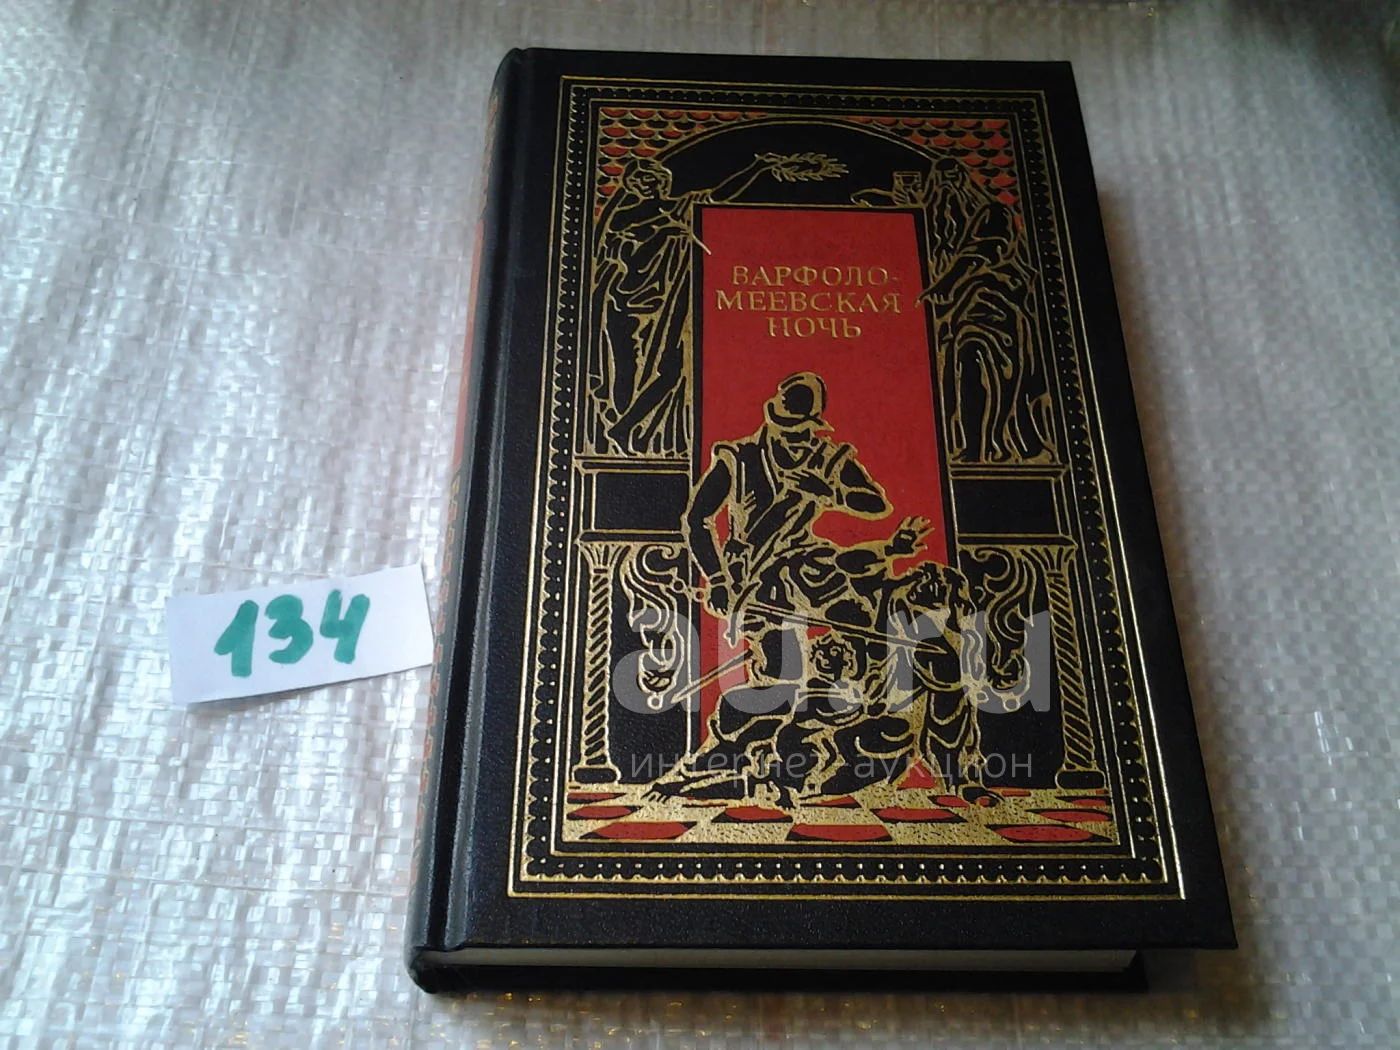 ВАРФОЛО-
МЕЕВСКАЯ
НОЧЬ
134
au.ru
интернет-аукцион